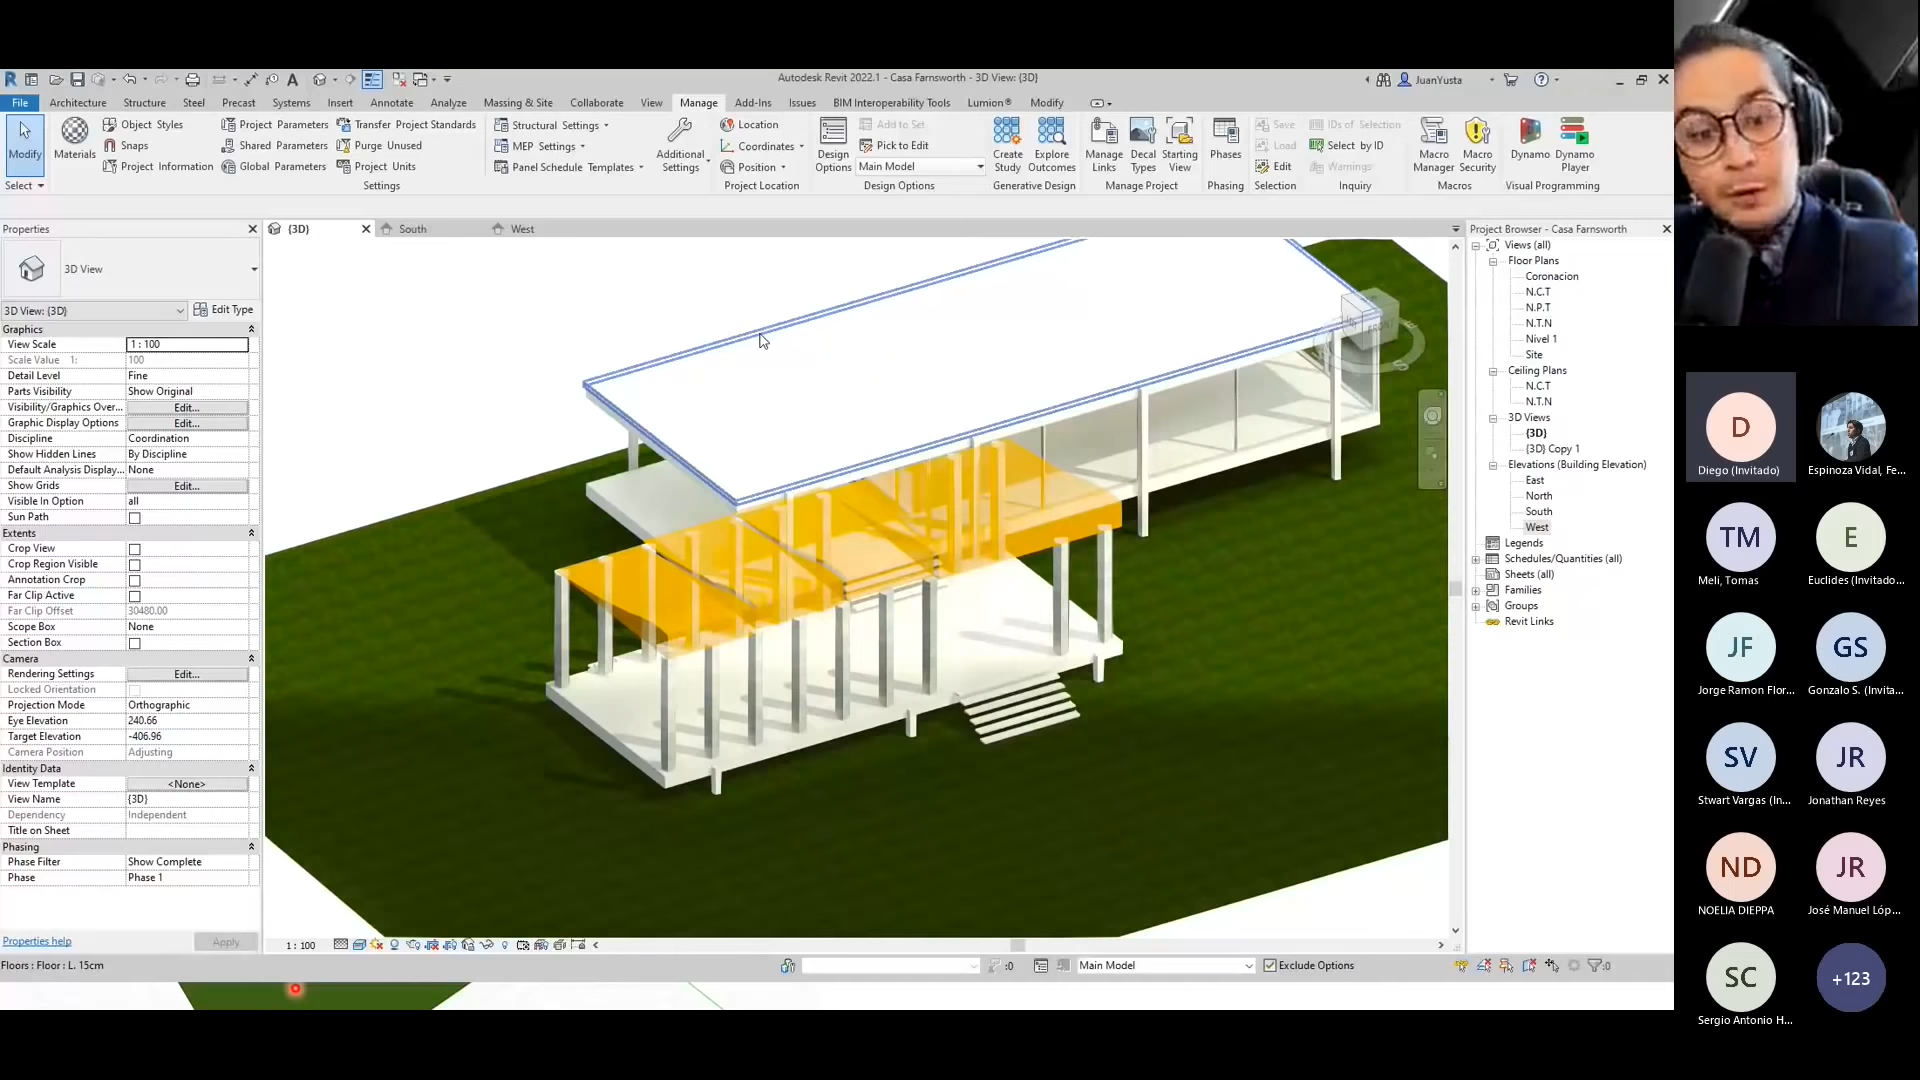 Autodesk Revit 2022.1 - Casa Farnsworth - 3D View: {3D}
JuanYusta
File Architecture Structure Steel Precast Systems Insert Annotate Analyze Massing & Site Collaborate View Manage Add-Ins Issues BIM Interoperability Tools Lumion® Modify
Modify
Select
Materials
Object Styles
Snaps
Project Information
Project Parameters
Shared Parameters
Global Parameters
Transfer Project Standards
Purge Unused
Project Units
Settings
Structural Settings
MEP Settings
Panel Schedule Templates
Additional
Settings
Location
Coordinates
Position
Project Location
Design
Options
Add to Set
Pick to Edit
Main Model
Design Options
Create
Study
Explore
Outcomes
Generative Design
Manage
Links
Decal
Types
Starting
View
Manage Project
Phases
Phasing
Save
Load
Edit
Selection
IDs of Selection
Select by ID
Warnings
Inquiry
Macro
Manager
Macro
Security
Macros
Dynamo
Dynamo
Player
Visual Programming
Properties
3D View
3D View: {3D}
Edit Type
Graphics
View Scale 1 : 100
Scale Value 1: 100
Detail Level Fine
Parts Visibility Show Original
Visibility/Graphics Over... Edit...
Graphic Display Options Edit...
Discipline Coordination
Show Hidden Lines By Discipline
Default Analysis Display... None
Show Grids Edit...
Visible In Option all
Sun Path
Extents
Crop View
Crop Region Visible
Annotation Crop
Far Clip Active
Far Clip Offset 30480.00
Scope Box None
Section Box
Camera
Rendering Settings Edit...
Locked Orientation
Projection Mode Orthographic
Eye Elevation 240.66
Target Elevation -406.96
Camera Position Adjusting
Identity Data
View Template <None>
View Name {3D}
Dependency Independent
Title on Sheet
Phasing
Phase Filter Show Complete
Phase Phase 1
Properties help
Apply
{3D}
South
West
FRONT
Project Browser - Casa Farnsworth
Views (all)
Floor Plans
Coronacion
N.C.T
N.P.T
N.T.N
Nivel 1
Site
Ceiling Plans
N.C.T
N.T.N
3D Views
{3D}
{3D} Copy 1
Elevations (Building Elevation)
East
North
South
West
Legends
Schedules/Quantities (all)
Sheets (all)
Families
Groups
Revit Links
1 : 100
Floors : Floor : L. 15cm
:0
Main Model
Exclude Options
:0
D
Diego (Invitado)
Espinoza Vidal, Fe...
TM
Meli, Tomas
E
Euclides (Invitado...
JF
Jorge Ramon Flor...
GS
Gonzalo S. (Invita...
SV
Stwart Vargas (In...
JR
Jonathan Reyes
ND
NOELIA DIEPPA
JR
José Manuel Lóp...
SC
Sergio Antonio H...
+123